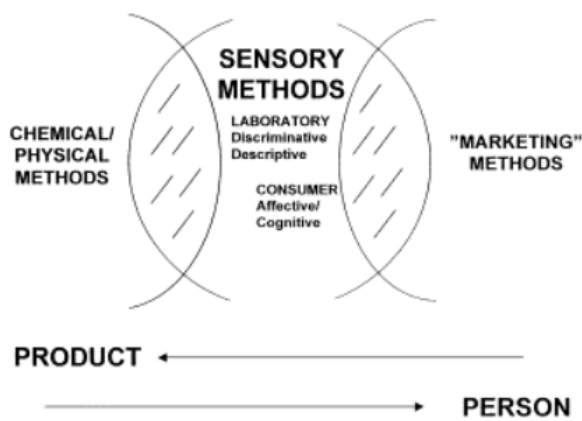 SENSORY
METHODS
LABORATORY
Discriminative
Descriptive
CONSUMER
Affective/
Cognitive
CHEMICAL/
PHYSICAL
METHODS
”MARKETING”
METHODS
PRODUCT
PERSON